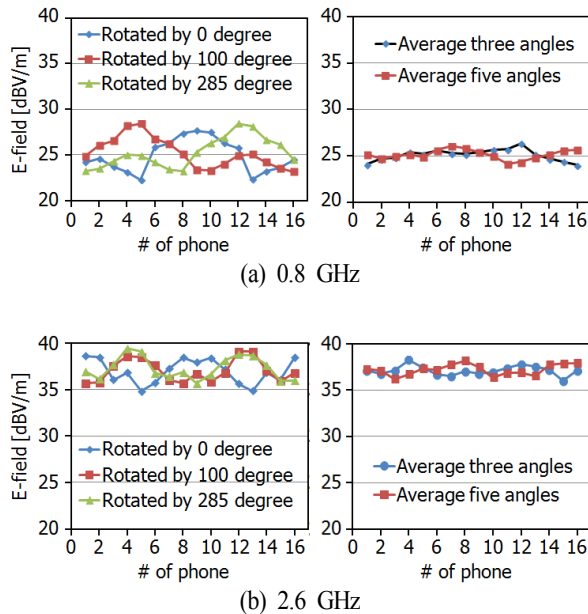 40
35
30
25
20
E-field [dBV/m]
Rotated by 0 degree
Rotated by 100 degree
Rotated by 285 degree
0 2 4 6 8 10 12 14 16
# of phone
40
35
30
25
20
Average three angles
Average five angles
0 2 4 6 8 10 12 14 16
# of phone
(a) 0.8 GHz
40
35
30
25
20
E-field [dBV/m]
Rotated by 0 degree
Rotated by 100 degree
Rotated by 285 degree
0 2 4 6 8 10 12 14 16
# of phone
40
35
30
25
20
Average three angles
Average five angles
0 2 4 6 8 10 12 14 16
# of phone
(b) 2.6 GHz